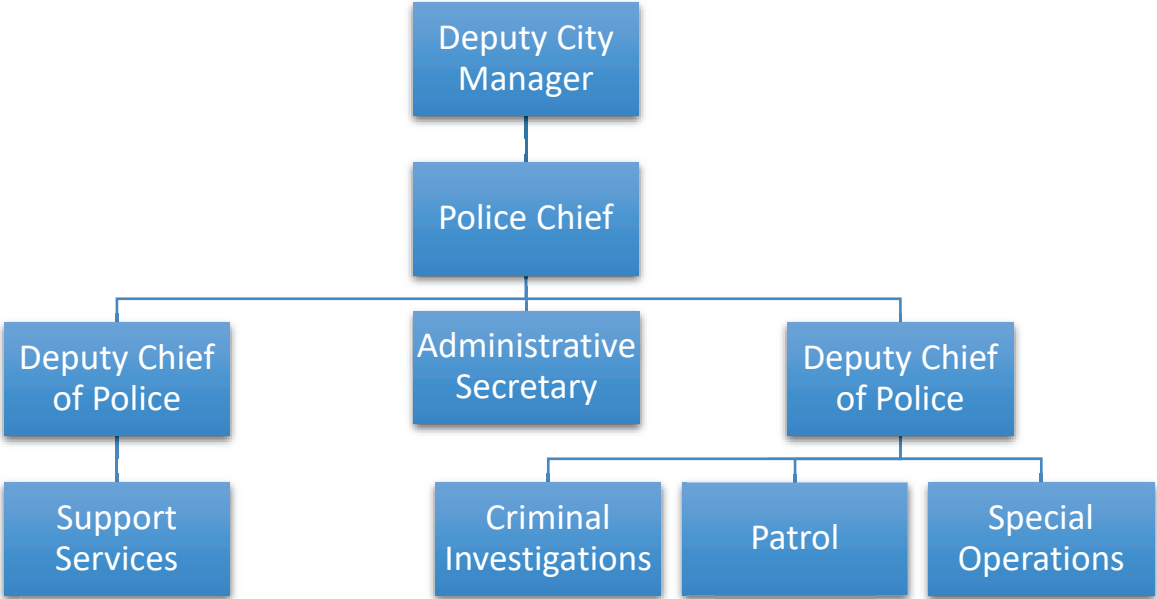 Deputy City
Manager
Police Chief
Deputy Chief
of Police
Administrative
Secretary
Deputy Chief
of Police
Support
Services
Criminal
Investigations
Patrol
Special
Operations